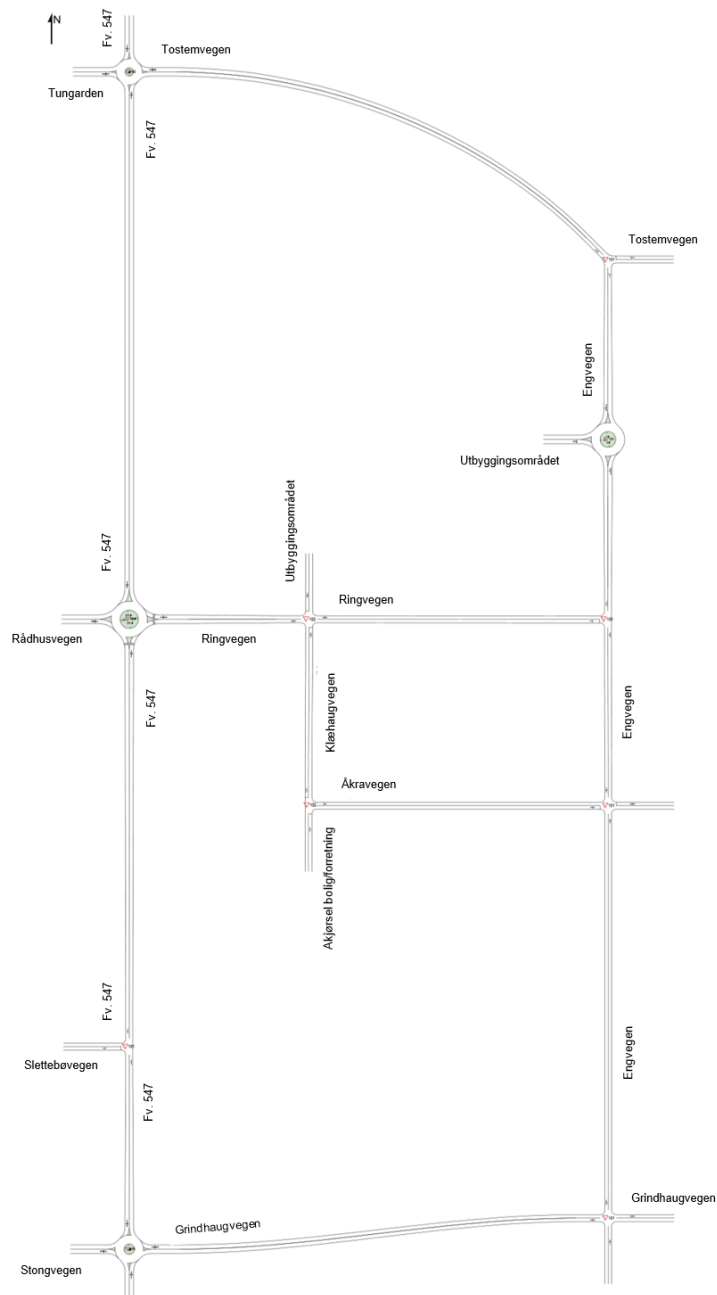 N
Fv. 547
Tostemvegen
Tungarden
Fv. 547
Tostemvegen
Engvegen
Utbyggingsområdet
Utbyggingsområdet
Fv. 547
Ringvegen
Rådhusvegen
Ringvegen
Fv. 547
Klæhaugvegen
Engvegen
Åkravegen
Akjørsel bolig/forretning
Fv. 547
Slettebøvegen
Engvegen
Fv. 547
Grindhaugvegen
Grindhaugvegen
Stongvegen